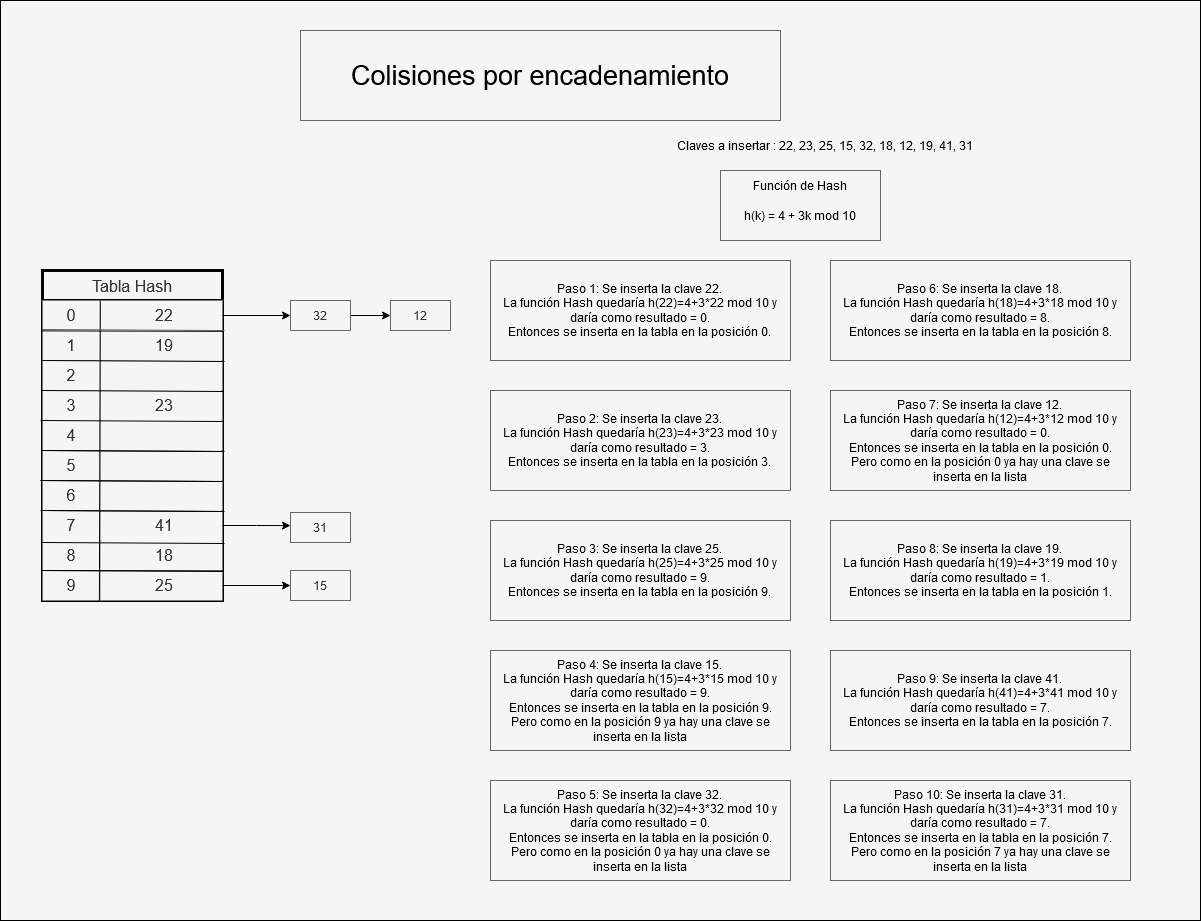 Colisiones por encadenamiento
Claves a insertar : 22, 23, 25, 15, 32, 18, 12, 19, 41, 31
Función de Hash
h(k) = 4 + 3k mod 10
Tabla Hash
0 22 32 12
1 19
2
3 23
4
5
6
7 41 31
8 18
9 25 15
Paso 1: Se inserta la clave 22.
La función Hash quedaría h(22)=4+3*22 mod 10 y
daría como resultado = 0.
Entonces se inserta en la tabla en la posición 0.
Paso 2: Se inserta la clave 23.
La función Hash quedaría h(23)=4+3*23 mod 10 y
daría como resultado = 3.
Entonces se inserta en la tabla en la posición 3.
Paso 3: Se inserta la clave 25.
La función Hash quedaría h(25)=4+3*25 mod 10 y
daría como resultado = 9.
Entonces se inserta en la tabla en la posición 9.
Paso 4: Se inserta la clave 15.
La función Hash quedaría h(15)=4+3*15 mod 10 y
daría como resultado = 9.
Entonces se inserta en la tabla en la posición 9.
Pero como en la posición 9 ya hay una clave se
inserta en la lista
Paso 5: Se inserta la clave 32.
La función Hash quedaría h(32)=4+3*32 mod 10 y
daría como resultado = 0.
Entonces se inserta en la tabla en la posición 0.
Pero como en la posición 0 ya hay una clave se
inserta en la lista
Paso 6: Se inserta la clave 18.
La función Hash quedaría h(18)=4+3*18 mod 10 y
daría como resultado = 8.
Entonces se inserta en la tabla en la posición 8.
Paso 7: Se inserta la clave 12.
La función Hash quedaría h(12)=4+3*12 mod 10 y
daría como resultado = 0.
Entonces se inserta en la tabla en la posición 0.
Pero como en la posición 0 ya hay una clave se
inserta en la lista
Paso 8: Se inserta la clave 19.
La función Hash quedaría h(19)=4+3*19 mod 10 y
daría como resultado = 1.
Entonces se inserta en la tabla en la posición 1.
Paso 9: Se inserta la clave 41.
La función Hash quedaría h(41)=4+3*41 mod 10 y
daría como resultado = 7.
Entonces se inserta en la tabla en la posición 7.
Paso 10: Se inserta la clave 31.
La función Hash quedaría h(31)=4+3*31 mod 10 y
daría como resultado = 7.
Entonces se inserta en la tabla en la posición 7.
Pero como en la posición 7 ya hay una clave se
inserta en la lista